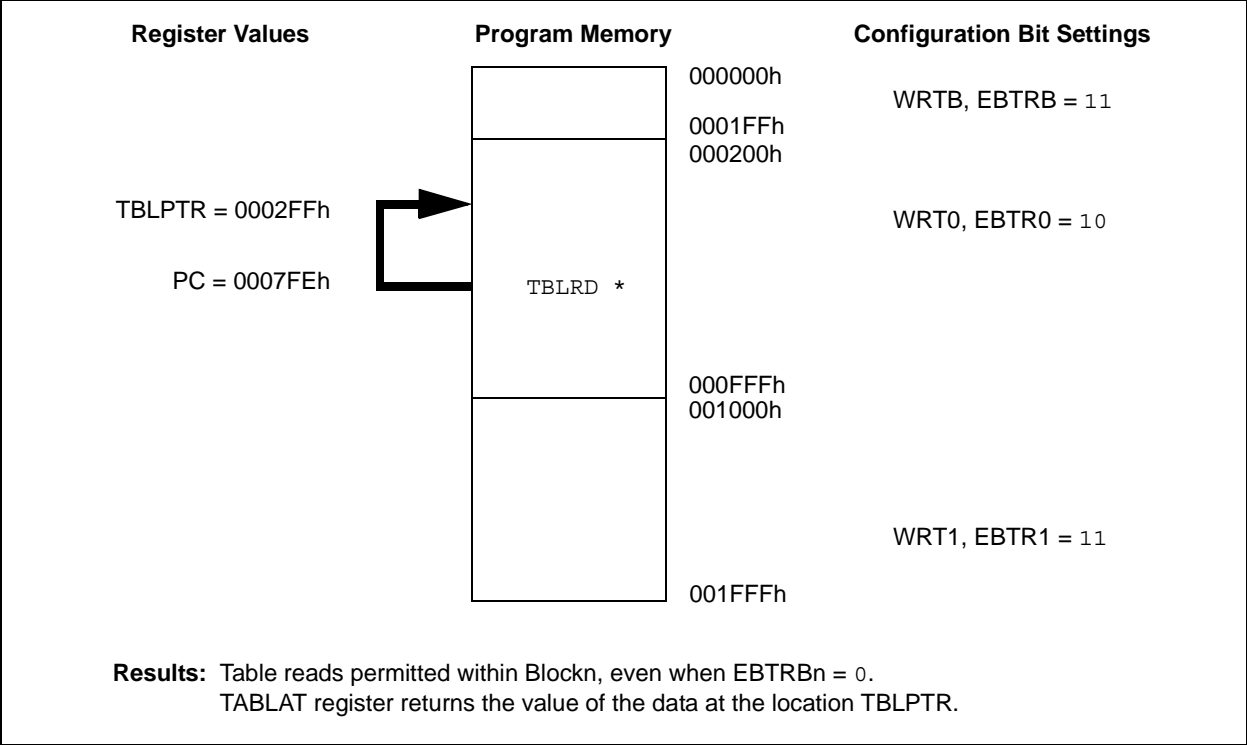 Register Values
Program Memory
Configuration Bit Settings
000000h
WRTB, EBTRB = 11
0001FFh
000200h
TBLPTR = 0002FFh
WRT0, EBTR0 = 10
PC = 0007FEh
TBLRD *
000FFFh
001000h
WRT1, EBTR1 = 11
001FFFh
Results: Table reads permitted within Blockn, even when EBTRBn = 0.
TABLAT register returns the value of the data at the location TBLPTR.